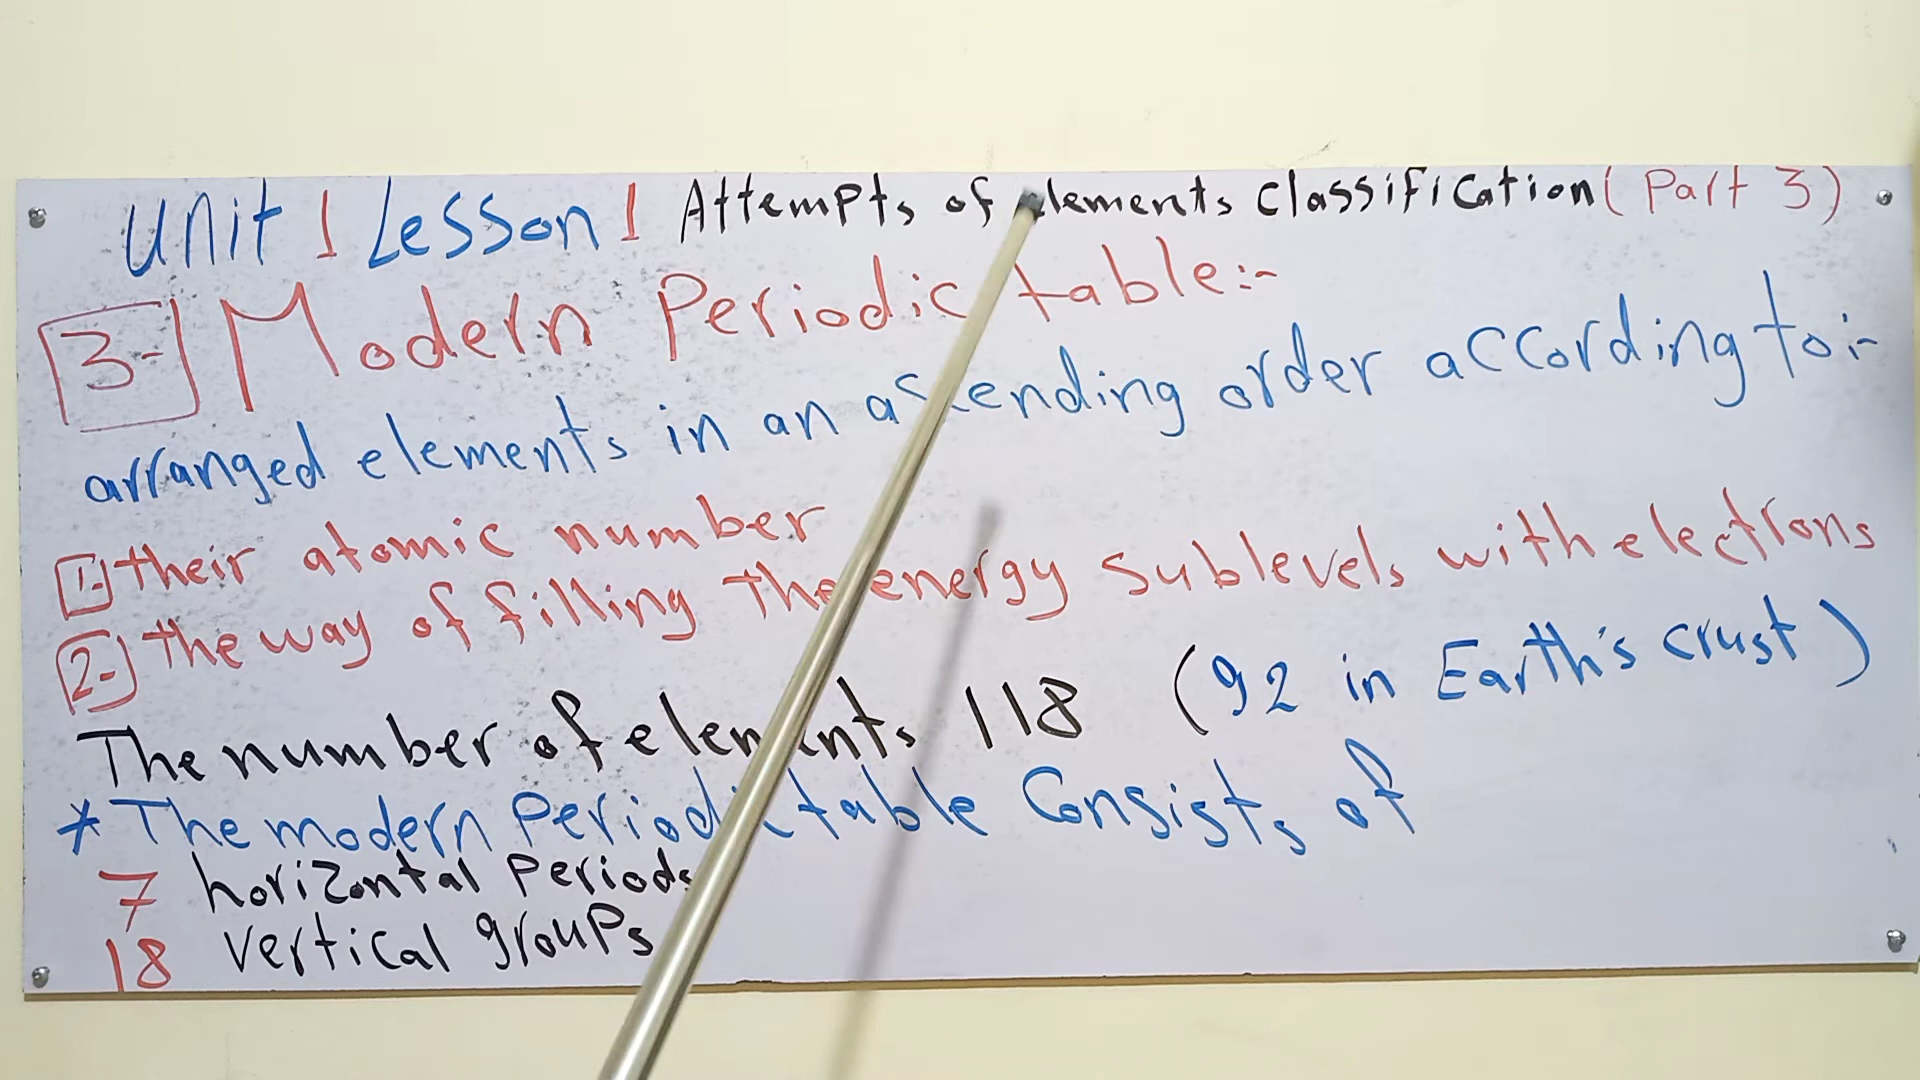 Unit 1 Lesson 1 Attempts of elements classification (Part 3)
3- Modern Periodic table:-
arranged elements in an ascending order according to:-
1- their atomic number
2- the way of filling the energy sublevels with electrons
The number of elements 118 (92 in Earth's crust)
* The modern Periodic table Consists of
7 horizontal Periods
18 vertical groups